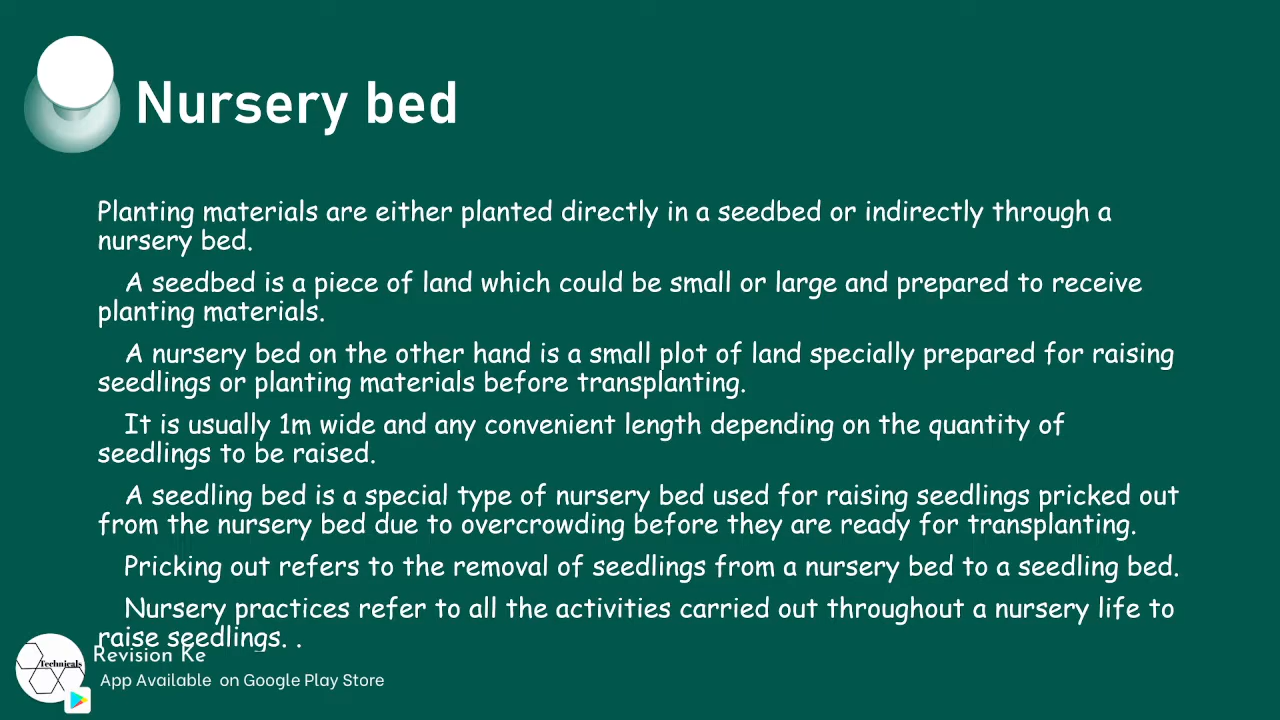 Nursery bed
Planting materials are either planted directly in a seedbed or indirectly through a
nursery bed.
A seedbed is a piece of land which could be small or large and prepared to receive
planting materials.
A nursery bed on the other hand is a small plot of land specially prepared for raising
seedlings or planting materials before transplanting.
It is usually 1m wide and any convenient length depending on the quantity of
seedlings to be raised.
A seedling bed is a special type of nursery bed used for raising seedlings pricked out
from the nursery bed due to overcrowding before they are ready for transplanting.
Pricking out refers to the removal of seedlings from a nursery bed to a seedling bed.
Nursery practices refer to all the activities carried out throughout a nursery life to
raise seedlings. .
Technicals
Revision Ke
App Available on Google Play Store